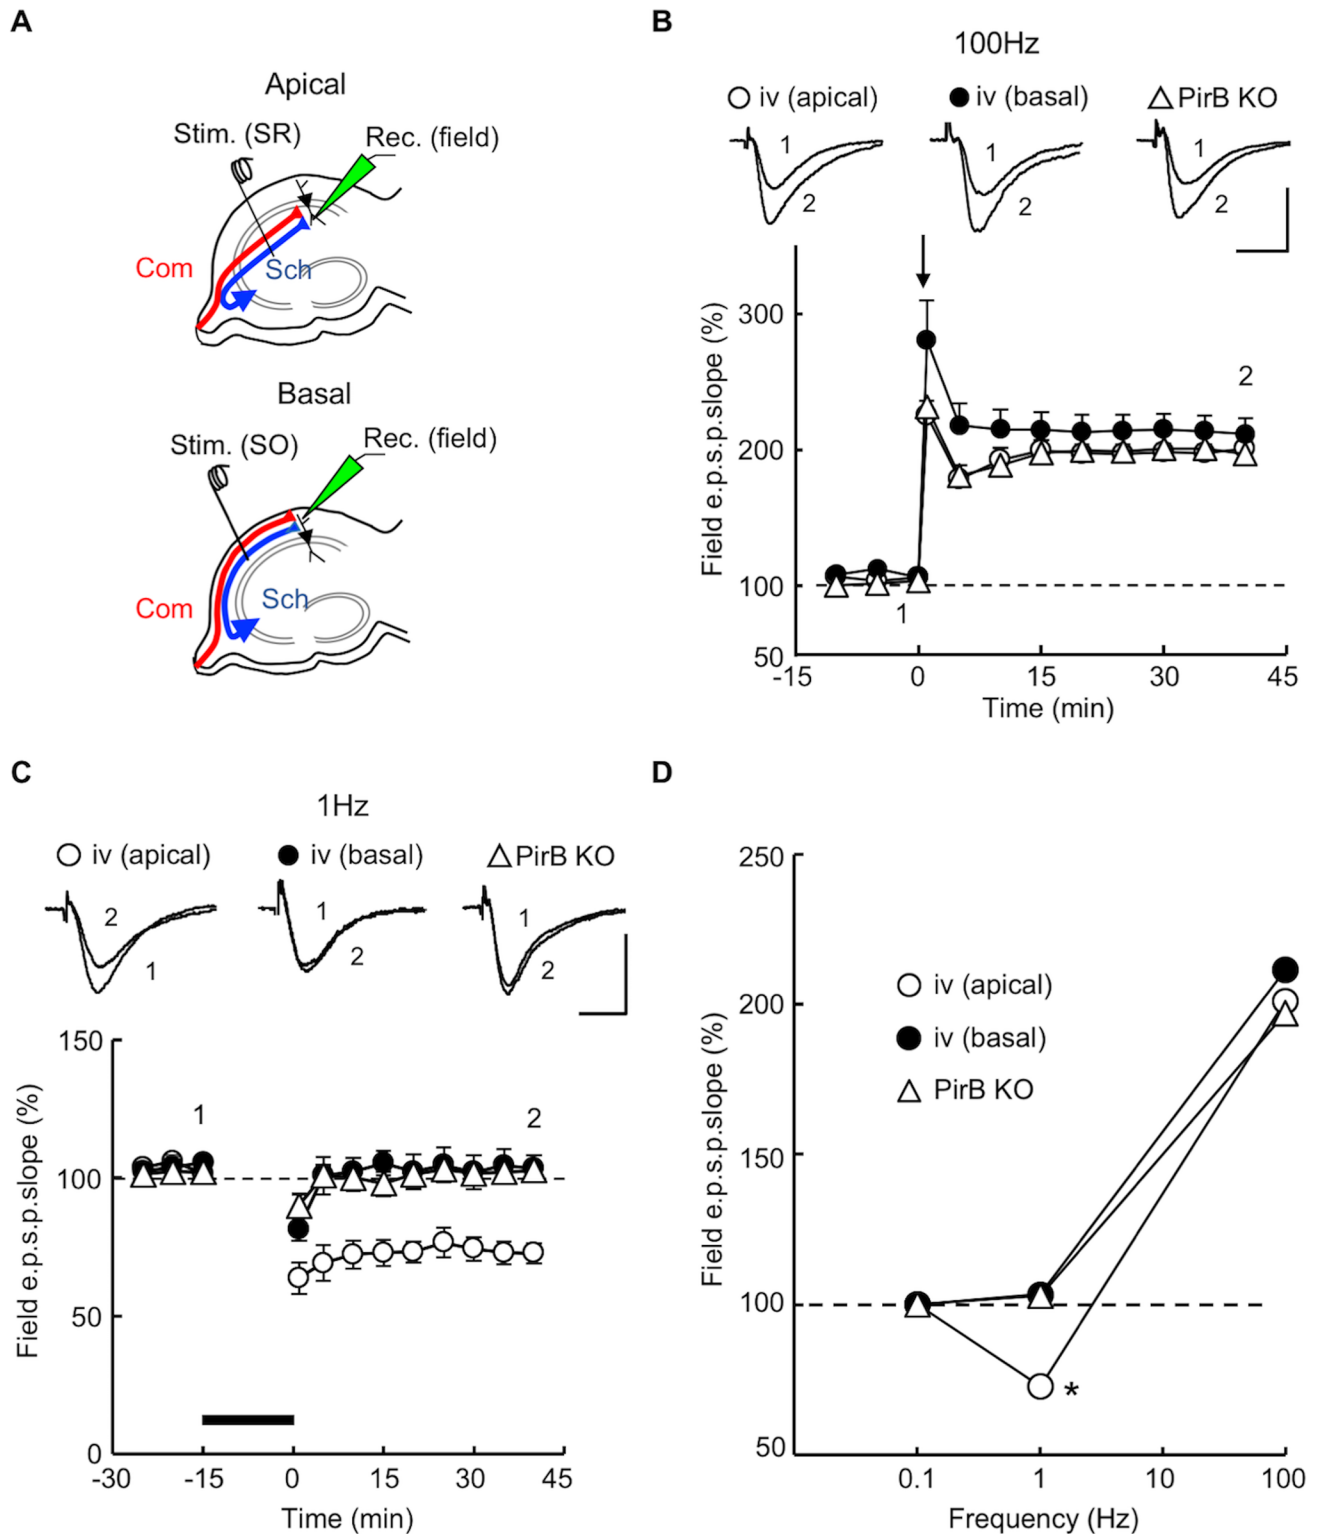 A
Apical
Stim. (SR)
Rec. (field)
Com
Sch
Basal
Stim. (SO)
Rec. (field)
Com
Sch
B
100Hz
iv (apical)
iv (basal)
PirB KO
1
2
1
2
1
2
Field e.p.s.p.slope (%)
300
200
100
50
2
1
-15
0
15
30
45
Time (min)
C
1Hz
iv (apical)
iv (basal)
PirB KO
2
1
1
2
1
2
Field e.p.s.p.slope (%)
150
100
50
0
1
2
-30
-15
0
15
30
45
Time (min)
D
Field e.p.s.p.slope (%)
250
200
150
100
50
iv (apical)
iv (basal)
PirB KO
*
0.1
1
10
100
Frequency (Hz)